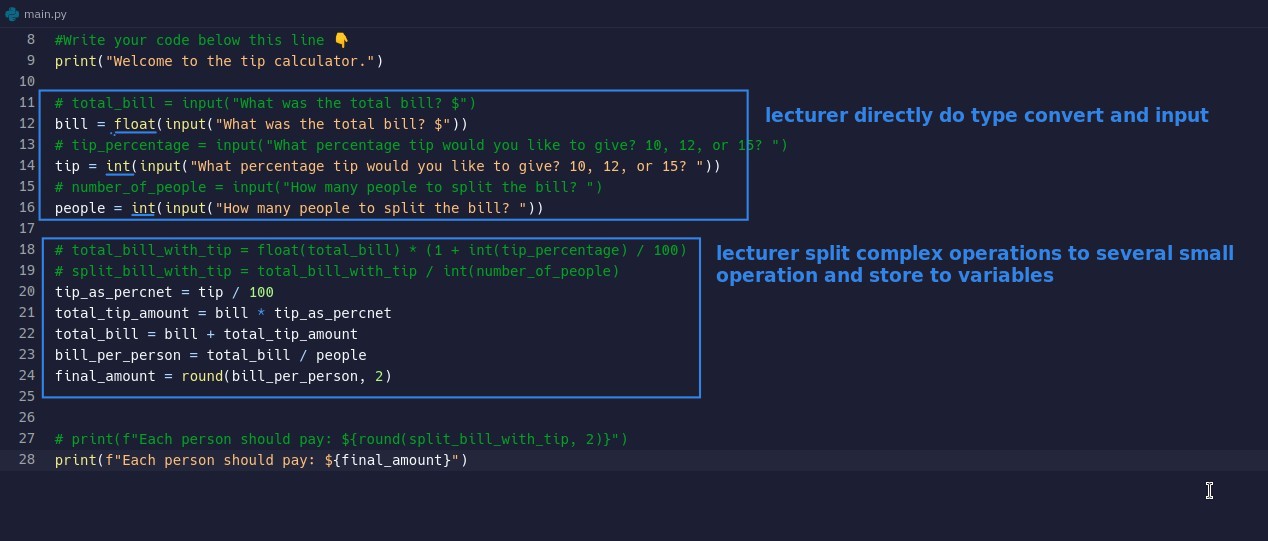 main.py
8 #Write your code below this line 👇
9 print("Welcome to the tip calculator.")
10
11 # total_bill = input("What was the total bill? $")
lecturer directly do type convert and input
12 bill = float(input("What was the total bill? $"))
13 # tip_percentage = input("What percentage tip would you like to give? 10, 12, or 15? ")
14 tip = int(input("What percentage tip would you like to give? 10, 12, or 15? "))
15 # number_of_people = input("How many people to split the bill? ")
16 people = int(input("How many people to split the bill? "))
17
18 # total_bill_with_tip = float(total_bill) * (1 + int(tip_percentage) / 100)
lecturer split complex operations to several small
operation and store to variables
19 # split_bill_with_tip = total_bill_with_tip / int(number_of_people)
20 tip_as_percnet = tip / 100
21 total_tip_amount = bill * tip_as_percnet
22 total_bill = bill + total_tip_amount
23 bill_per_person = total_bill / people
24 final_amount = round(bill_per_person, 2)
25
26
27 # print(f"Each person should pay: ${round(split_bill_with_tip, 2)}")
28 print(f"Each person should pay: ${final_amount}")